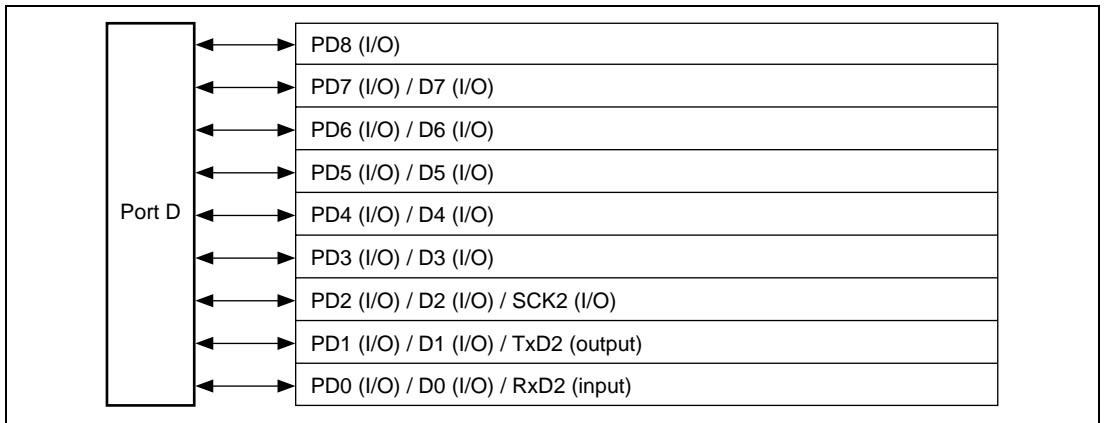 Port D
PD8 (I/O)
PD7 (I/O) / D7 (I/O)
PD6 (I/O) / D6 (I/O)
PD5 (I/O) / D5 (I/O)
PD4 (I/O) / D4 (I/O)
PD3 (I/O) / D3 (I/O)
PD2 (I/O) / D2 (I/O) / SCK2 (I/O)
PD1 (I/O) / D1 (I/O) / TxD2 (output)
PD0 (I/O) / D0 (I/O) / RxD2 (input)